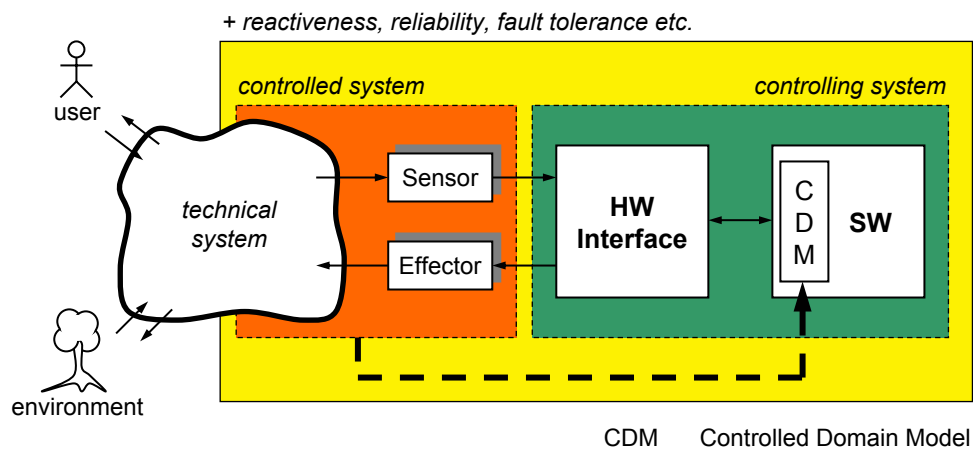 + reactiveness, reliability, fault tolerance etc.
user
controlled system
controlling system
technical
system
Sensor
Effector
HW
Interface
C
D
M
SW
environment
CDM Controlled Domain Model